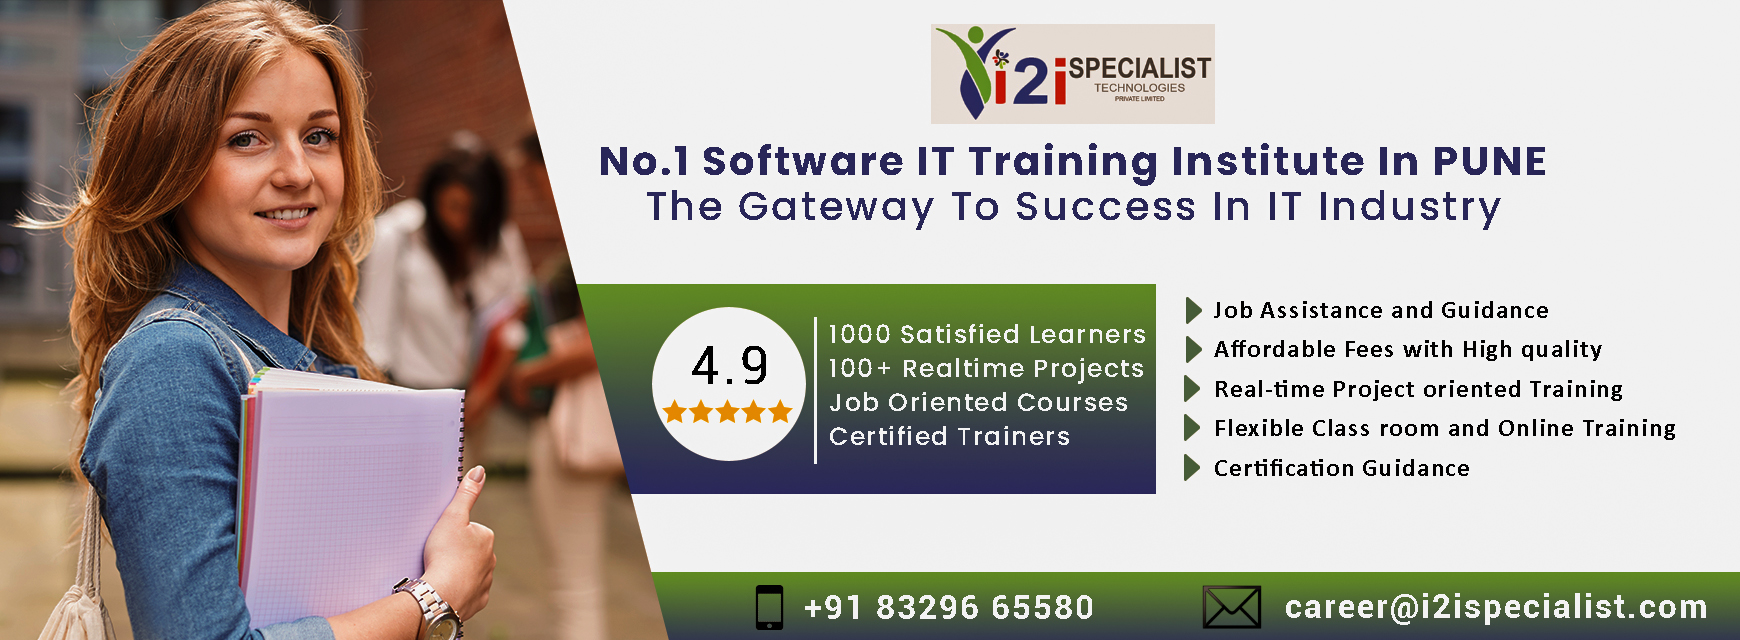 i2i SPECIALIST
TECHNOLOGIES
PRIVATE LIMITED
No.1 Software IT Training Institute In PUNE
The Gateway To Success In IT Industry
4.9
1000 Satisfied Learners
100+ Realtime Projects
Job Oriented Courses
Certified Trainers
Job Assistance and Guidance
Affordable Fees with High quality
Real-time Project oriented Training
Flexible Class room and Online Training
Certification Guidance
+91 83296 65580
career@i2ispecialist.com